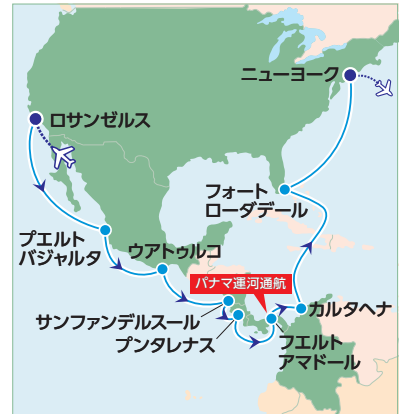 ニューヨーク
ロサンゼルス
フォート
ローダデール
プエルト
バジャルタ
ウアトゥルコ
パナマ運河通航
サンファンデルスール
カルタヘナ
プンタレナス
フエルト
アマドール